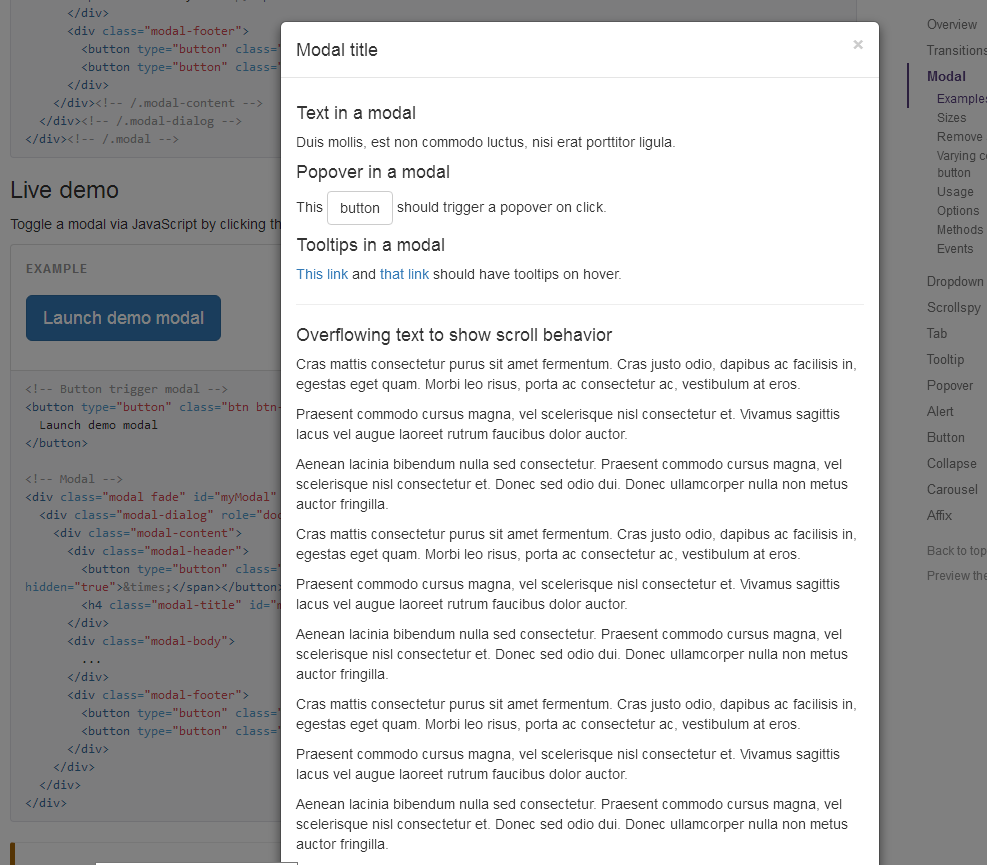 </div>
<div class="modal-footer">
<button type="button" class=
<button type="button" class=
</div>
</div><!-- /.modal-content -->
</div><!-- /.modal-dialog -->
</div><!-- /.modal -->
Live demo
Toggle a modal via JavaScript by clicking
EXAMPLE
Launch demo modal
<!-- Button trigger modal -->
<button type="button" class="btn btn-
Launch demo modal
</button>
<!-- Modal -->
<div class="modal fade" id="myModal"
<div class="modal-dialog" role="doc
<div class="modal-content">
<div class="modal-header">
<button type="button" class=
hidden="true">&times;</span></button>
<h4 class="modal-title" id=
</div>
<div class="modal-body">
...
</div>
<div class="modal-footer">
<button type="button" class=
<button type="button" class=
</div>
</div>
</div>
</div>
Modal title
×
Text in a modal
Duis mollis, est non commodo luctus, nisi erat porttitor ligula.
Popover in a modal
This button should trigger a popover on click.
Tooltips in a modal
This link and that link should have tooltips on hover.
Overflowing text to show scroll behavior
Cras mattis consectetur purus sit amet fermentum. Cras justo odio, dapibus ac facilisis in,
egestas eget quam. Morbi leo risus, porta ac consectetur ac, vestibulum at eros.
Praesent commodo cursus magna, vel scelerisque nisl consectetur et. Vivamus sagittis
lacus vel augue laoreet rutrum faucibus dolor auctor.
Aenean lacinia bibendum nulla sed consectetur. Praesent commodo cursus magna, vel
scelerisque nisl consectetur et. Donec sed odio dui. Donec ullamcorper nulla non metus
auctor fringilla.
Cras mattis consectetur purus sit amet fermentum. Cras justo odio, dapibus ac facilisis in,
egestas eget quam. Morbi leo risus, porta ac consectetur ac, vestibulum at eros.
Praesent commodo cursus magna, vel scelerisque nisl consectetur et. Vivamus sagittis
lacus vel augue laoreet rutrum faucibus dolor auctor.
Aenean lacinia bibendum nulla sed consectetur. Praesent commodo cursus magna, vel
scelerisque nisl consectetur et. Donec sed odio dui. Donec ullamcorper nulla non metus
auctor fringilla.
Cras mattis consectetur purus sit amet fermentum. Cras justo odio, dapibus ac facilisis in,
egestas eget quam. Morbi leo risus, porta ac consectetur ac, vestibulum at eros.
Praesent commodo cursus magna, vel scelerisque nisl consectetur et. Vivamus sagittis
lacus vel augue laoreet rutrum faucibus dolor auctor.
Aenean lacinia bibendum nulla sed consectetur. Praesent commodo cursus magna, vel
scelerisque nisl consectetur et. Donec sed odio dui. Donec ullamcorper nulla non metus
auctor fringilla.
Overview
Transitions
Modal
Examples
Sizes
Remove
Varying
button
Usage
Options
Methods
Events
Dropdown
Scrollspy
Tab
Tooltip
Popover
Alert
Button
Collapse
Carousel
Affix
Back to top
Preview